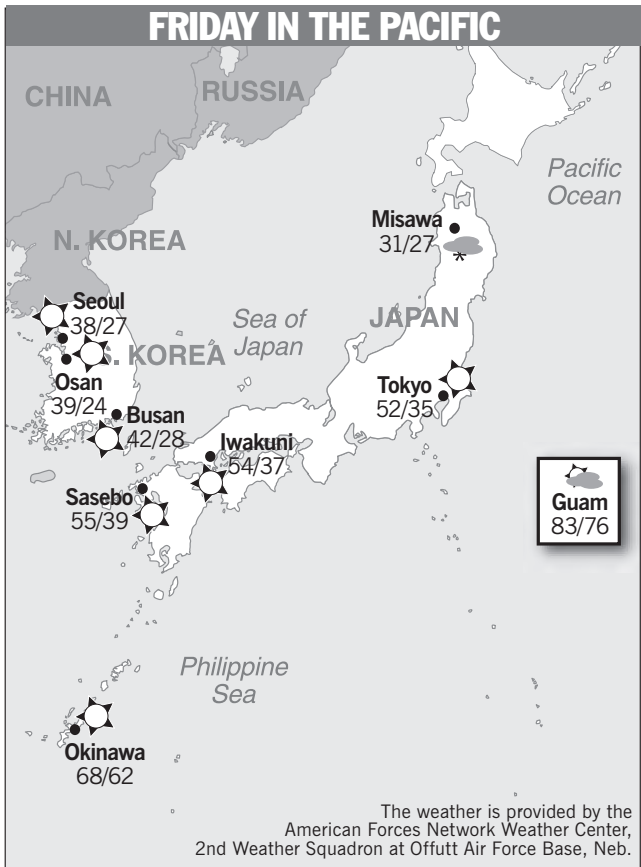 FRIDAY IN THE PACIFIC
CHINA
RUSSIA
Pacific
Ocean
Misawa
31/27
N. KOREA
Seoul
38/27
Sea of
Japan
JAPAN
S. KOREA
Osan
39/24
Tokyo
52/35
Busan
42/28
Iwakuni
54/37
Sasebo
55/39
Guam
83/76
Philippine
Sea
Okinawa
68/62
The weather is provided by the
American Forces Network Weather Center,
2nd Weather Squadron at Offutt Air Force Base, Neb.